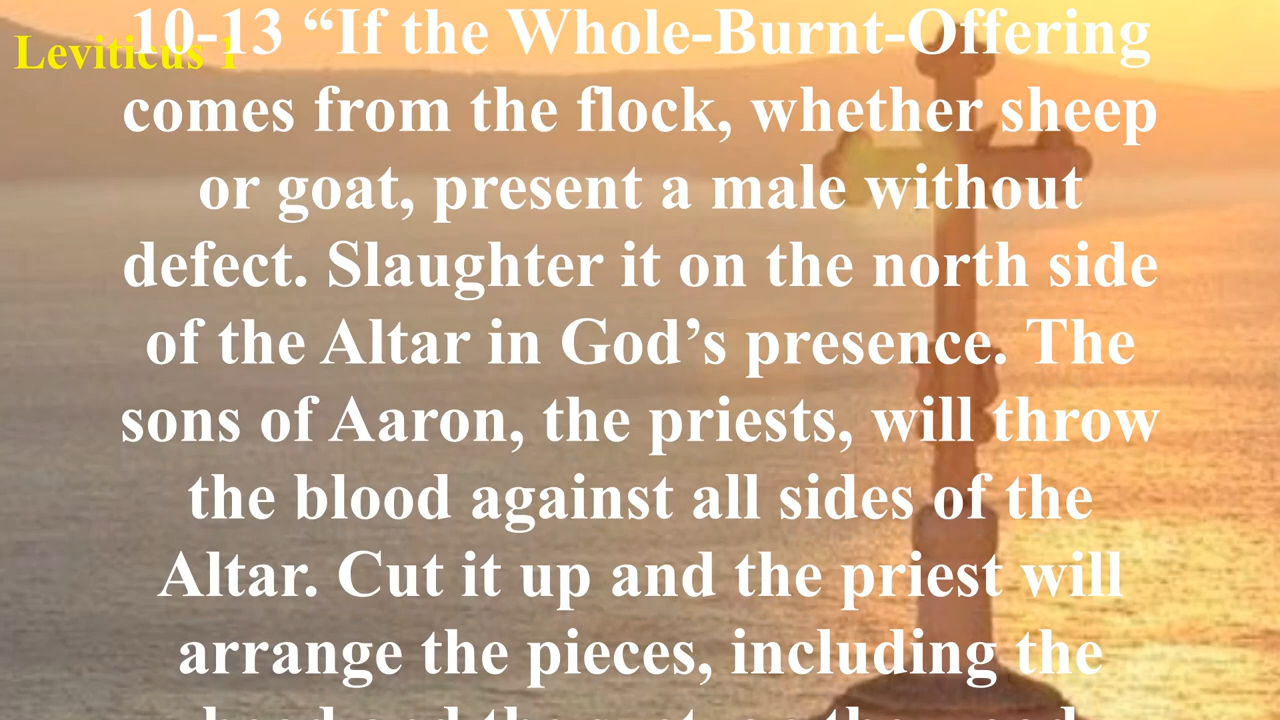 Leviticus 1
10-13 “If the Whole-Burnt-Offering
comes from the flock, whether sheep
or goat, present a male without
defect. Slaughter it on the north side
of the Altar in God’s presence. The
sons of Aaron, the priests, will throw
the blood against all sides of the
Altar. Cut it up and the priest will
arrange the pieces, including the